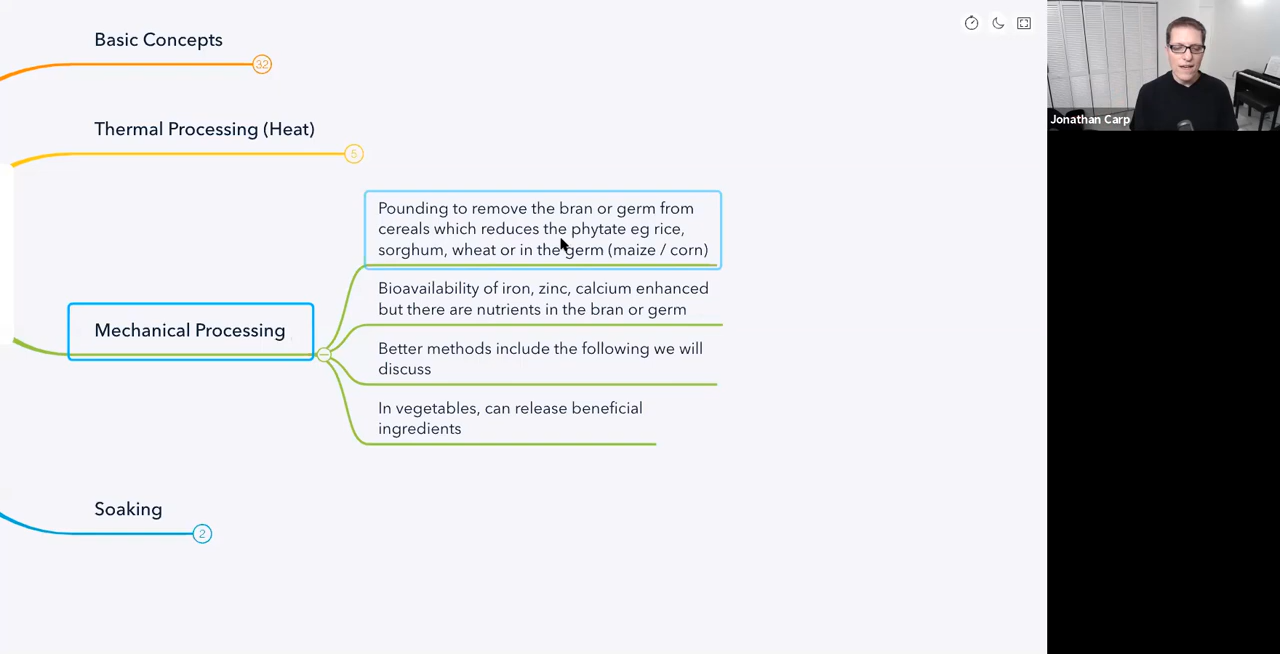 Basic Concepts
32
Thermal Processing (Heat)
5
Pounding to remove the bran or germ from
cereals which reduces the phytate eg rice,
sorghum, wheat or in the germ (maize / corn)
Bioavailability of iron, zinc, calcium enhanced
but there are nutrients in the bran or germ
Mechanical Processing
Better methods include the following we will
discuss
In vegetables, can release beneficial
ingredients
Soaking
2
Jonathan Carp